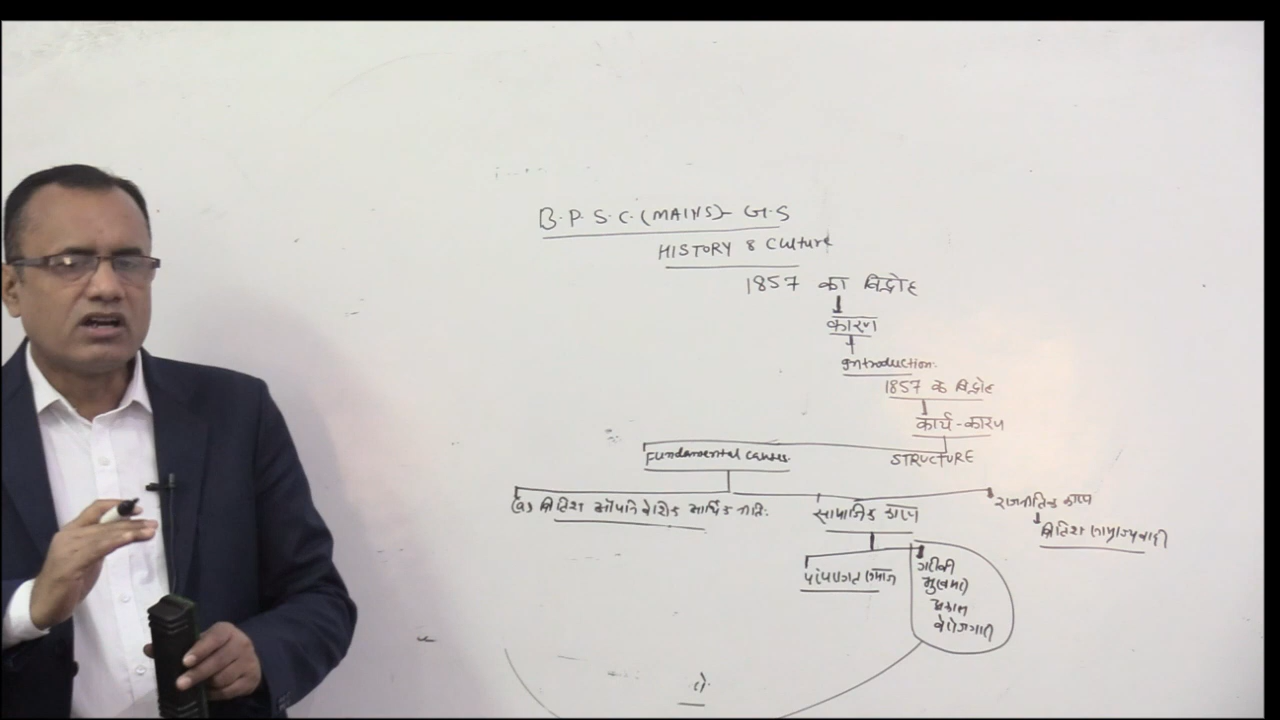 B.P.S.C.(MAINS)- G.S
HISTORY & Culture
1857 का विद्रोह
कारण
Introduction.
1857 के विद्रोह
कार्य-कारण
STRUCTURE
Fundamental causes.
(a) ब्रिटिश औपनिवेशिक आर्थिक नीति.
सामाजिक कारण
राजनीतिक कारण
ब्रिटिश साम्राज्यवादी
परंपरागत समाज
गरीबी
भुखमरी
अकाल
बेरोजगारी